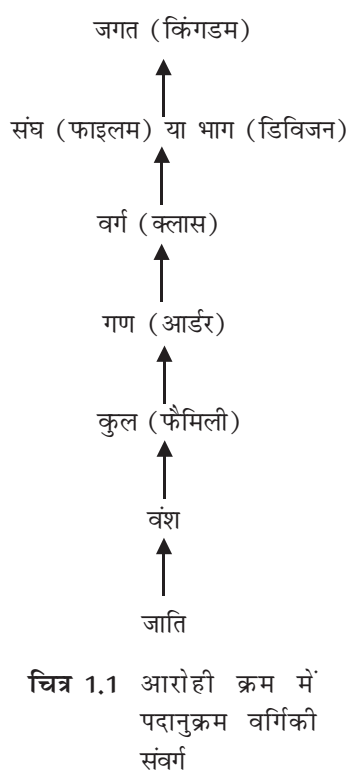 जगत (किंगडम)
संघ (फाइलम) या भाग (डिविजन)
वर्ग (क्लास)
गण (आर्डर)
कुल (फैमिली)
वंश
जाति
चित्र 1.1 आरोही क्रम में
पदानुक्रम वर्गिकी
संवर्ग